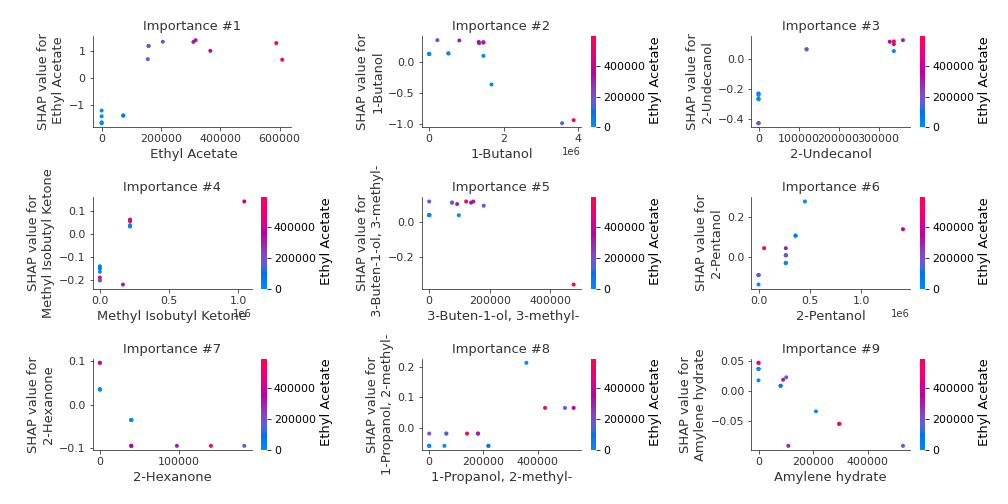 Importance #1
SHAP value for
Ethyl Acetate
1
0
−1
0
200000
400000
600000
Ethyl Acetate
Importance #2
SHAP value for
1-Butanol
0.0
−0.5
−1.0
0
2
4
1e6
1-Butanol
400000
200000
0
Ethyl Acetate
Importance #3
SHAP value for
2-Undecanol
0.0
−0.2
−0.4
0
100000
200000
300000
2-Undecanol
400000
200000
0
Ethyl Acetate
Importance #4
SHAP value for
Methyl Isobutyl Ketone
0.1
0.0
−0.1
−0.2
0.0
0.5
1.0
1e6
Methyl Isobutyl Ketone
400000
200000
0
Ethyl Acetate
Importance #5
SHAP value for
3-Buten-1-ol, 3-methyl-
0.0
−0.2
0
200000
400000
3-Buten-1-ol, 3-methyl-
400000
200000
0
Ethyl Acetate
Importance #6
SHAP value for
2-Pentanol
0.2
0.0
0.0
0.5
1.0
1e6
2-Pentanol
400000
200000
0
Ethyl Acetate
Importance #7
SHAP value for
2-Hexanone
0.1
0.0
−0.1
0
100000
2-Hexanone
400000
200000
0
Ethyl Acetate
Importance #8
SHAP value for
1-Propanol, 2-methyl-
0.2
0.0
0
200000
400000
1-Propanol, 2-methyl-
400000
200000
0
Ethyl Acetate
Importance #9
SHAP value for
Amylene hydrate
0.05
0.00
−0.05
0
200000
400000
Amylene hydrate
400000
200000
0
Ethyl Acetate